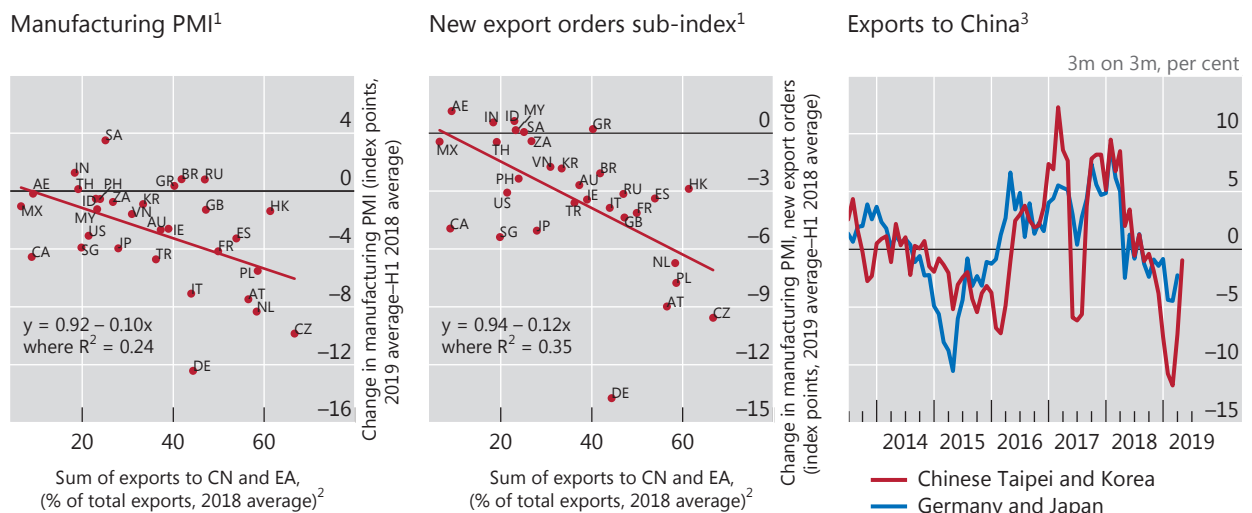 Manufacturing PMI¹
4
0
–4
–8
–12
–16
SA
IN
AE
TH
PH
GR
BR
RU
MX
ID
ZA
KR
MY
VN
GB
HK
US
AU
IE
CA
SG
JP
TR
FR
ES
PL
IT
AT
NL
CZ
DE
y = 0.92 – 0.10x
where R² = 0.24
20
40
60
Sum of exports to CN and EA,
(% of total exports, 2018 average)²
Change in manufacturing PMI (index points,
2019 average–H1 2018 average)
New export orders sub-index¹
0
–3
–6
–9
–12
–15
AE
IN
ID
MY
SA
GR
MX
TH
ZA
VN
KR
BR
PH
US
AU
IE
RU
ES
HK
TR
IT
GB
FR
CA
SG
JP
NL
PL
AT
CZ
DE
y = 0.94 – 0.12x
where R² = 0.35
20
40
60
Sum of exports to CN and EA,
(% of total exports, 2018 average)²
Change in manufacturing PMI, new export orders
(index points, 2019 average–H1 2018 average)
Exports to China³
3m on 3m, per cent
10
5
0
–5
–10
–15
2014
2015
2016
2017
2018
2019
Chinese Taipei and Korea
Germany and Japan